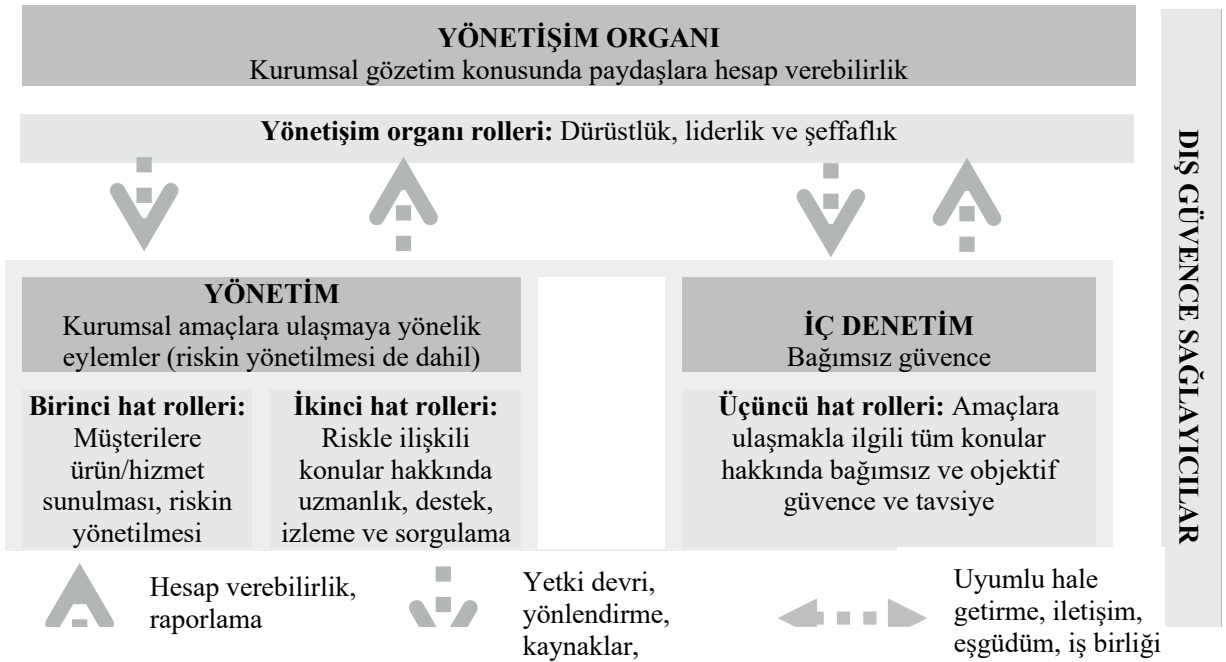 YÖNETİŞİM ORGANI
Kurumsal gözetim konusunda paydaşlara hesap verebilirlik
Yönetişim organı rolleri: Dürüstlük, liderlik ve şeffaflık
YÖNETİM
Kurumsal amaçlara ulaşmaya yönelik
eylemler (riskin yönetilmesi de dahil)
Birinci hat rolleri:
Müşterilere
ürün/hizmet
sunulması, riskin
yönetilmesi
İkinci hat rolleri:
Riskle ilişkili
konular hakkında
uzmanlık, destek,
izleme ve sorgulama
İÇ DENETİM
Bağımsız güvence
Üçüncü hat rolleri: Amaçlara
ulaşmakla ilgili tüm konular
hakkında bağımsız ve objektif
güvence ve tavsiye
DIŞ GÜVENCE SAĞLAYICILAR
Hesap verebilirlik,
raporlama
Yetki devri,
yönlendirme,
kaynaklar,
Uyumlu hale
getirme, iletişim,
eşgüdüm, iş birliği